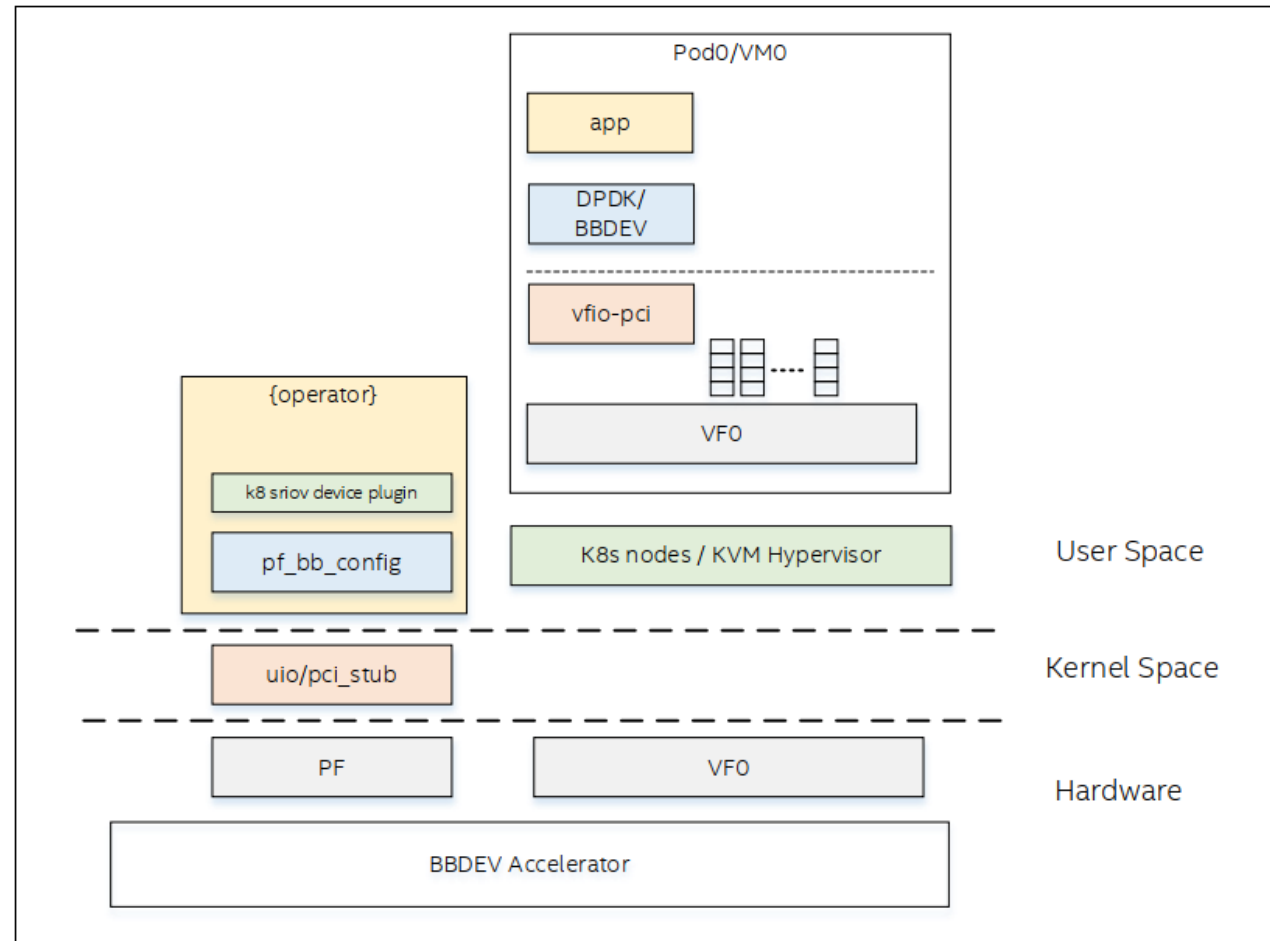 Pod0/VM0
app
DPDK/
BBDEV
vfio-pci
VF0
{operator}
k8 sriov device plugin
pf_bb_config
K8s nodes / KVM Hypervisor
User Space
uio/pci_stub
Kernel Space
PF
VF0
Hardware
BBDEV Accelerator